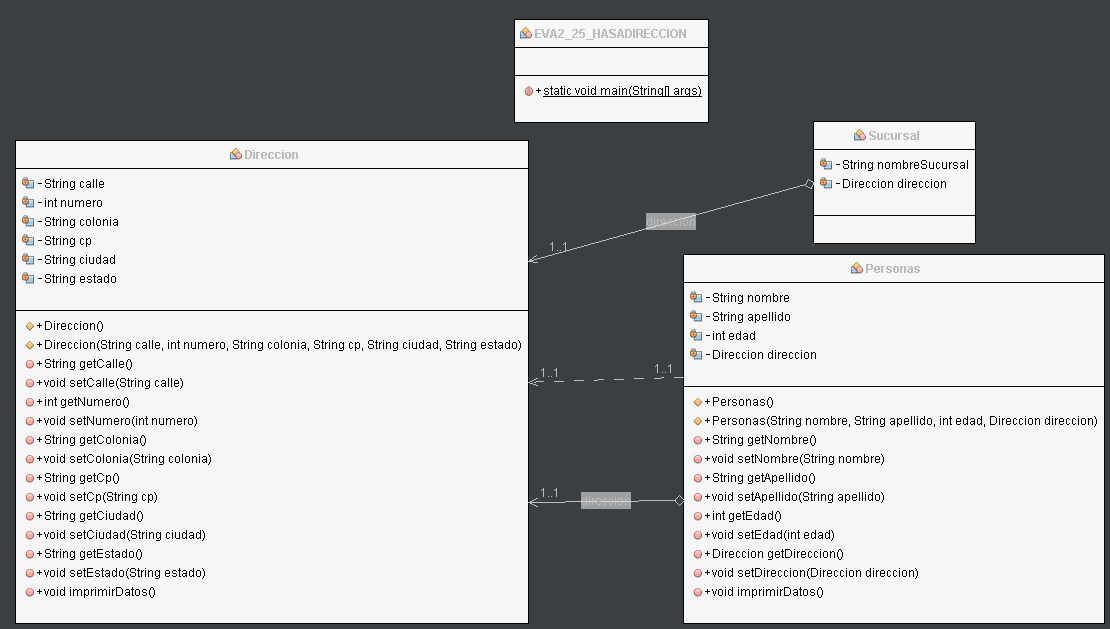 EVA2_25_HASADIRECCION
+ static void main(String[] args)
Sucursal
- String nombreSucursal
- Direccion direccion
Direccion
- String calle
- int numero
- String colonia
- String cp
- String ciudad
- String estado
+ Direccion()
+ Direccion(String calle, int numero, String colonia, String cp, String ciudad, String estado)
+ String getCalle()
+ void setCalle(String calle)
+ int getNumero()
+ void setNumero(int numero)
+ String getColonia()
+ void setColonia(String colonia)
+ String getCp()
+ void setCp(String cp)
+ String getCiudad()
+ void setCiudad(String ciudad)
+ String getEstado()
+ void setEstado(String estado)
+ void imprimirDatos()
direccion
1..1
1..1
1..1
1..1
direccion
Personas
- String nombre
- String apellido
- int edad
- Direccion direccion
+ Personas()
+ Personas(String nombre, String apellido, int edad, Direccion direccion)
+ String getNombre()
+ void setNombre(String nombre)
+ String getApellido()
+ void setApellido(String apellido)
+ int getEdad()
+ void setEdad(int edad)
+ Direccion getDireccion()
+ void setDireccion(Direccion direccion)
+ void imprimirDatos()